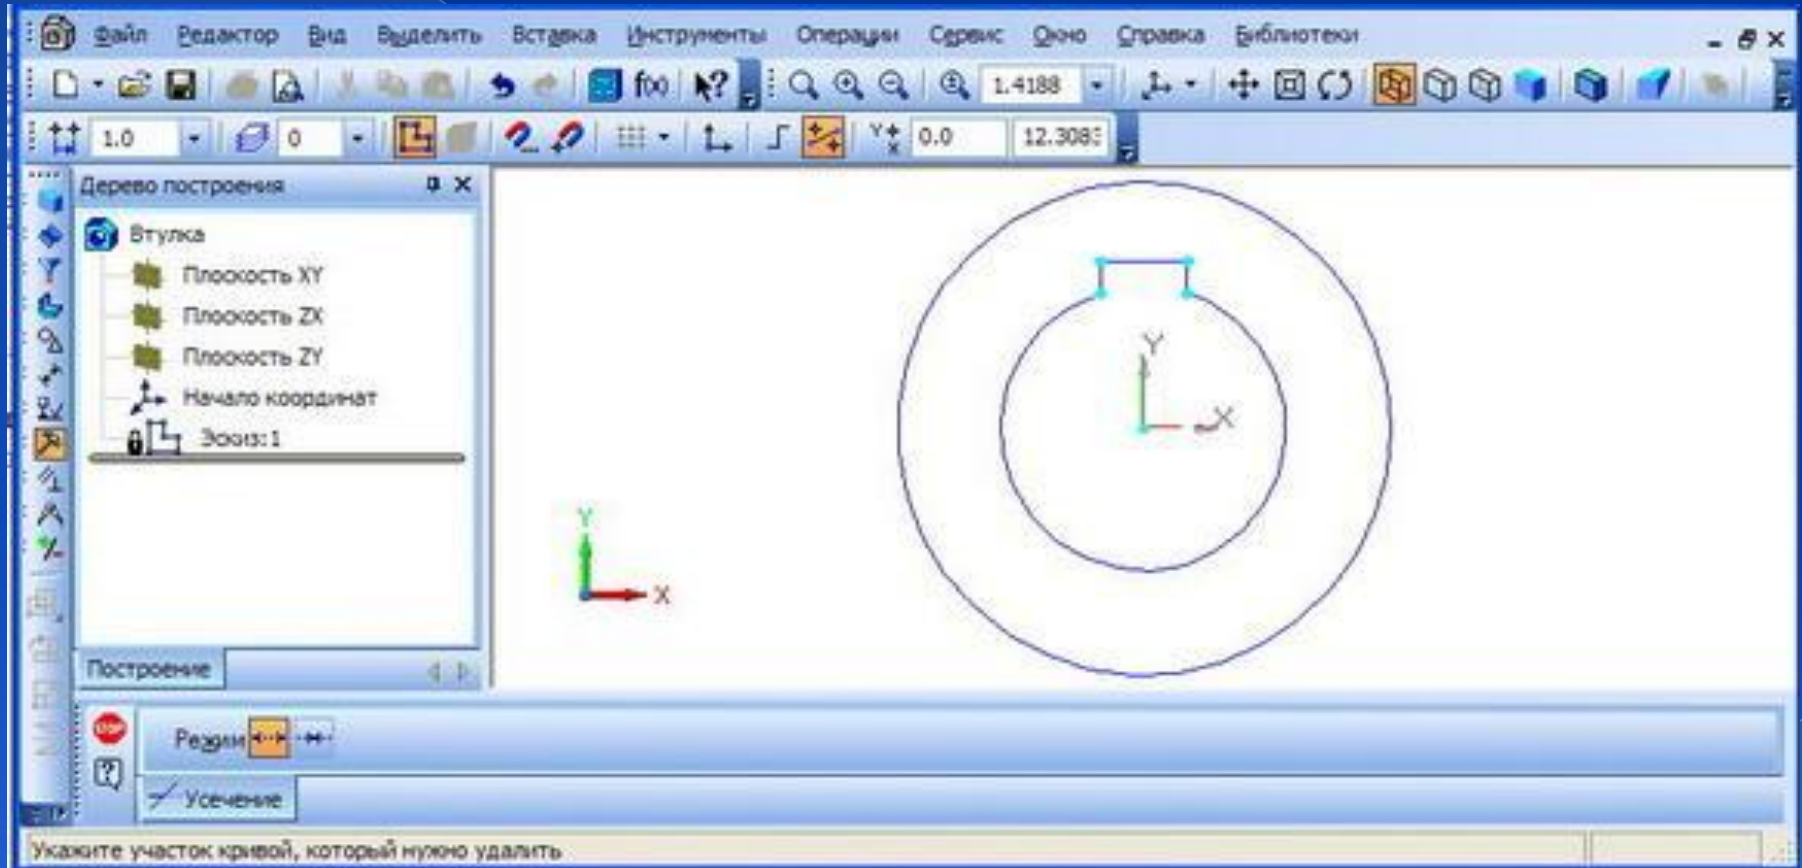 Файл Редактор Вид Выделить Вставка Инструменты Операции Сервис Окно Справка Библиотеки
f(x) 1.4188
1.0 0 0.0 12.308
Дерево построения
Втулка
Плоскость XY
Плоскость ZX
Плоскость ZY
Начало координат
Эскиз:1
Y
X
Y
X
Построение
STOP
Режим
Усечение
Укажите участок кривой, который нужно удалить